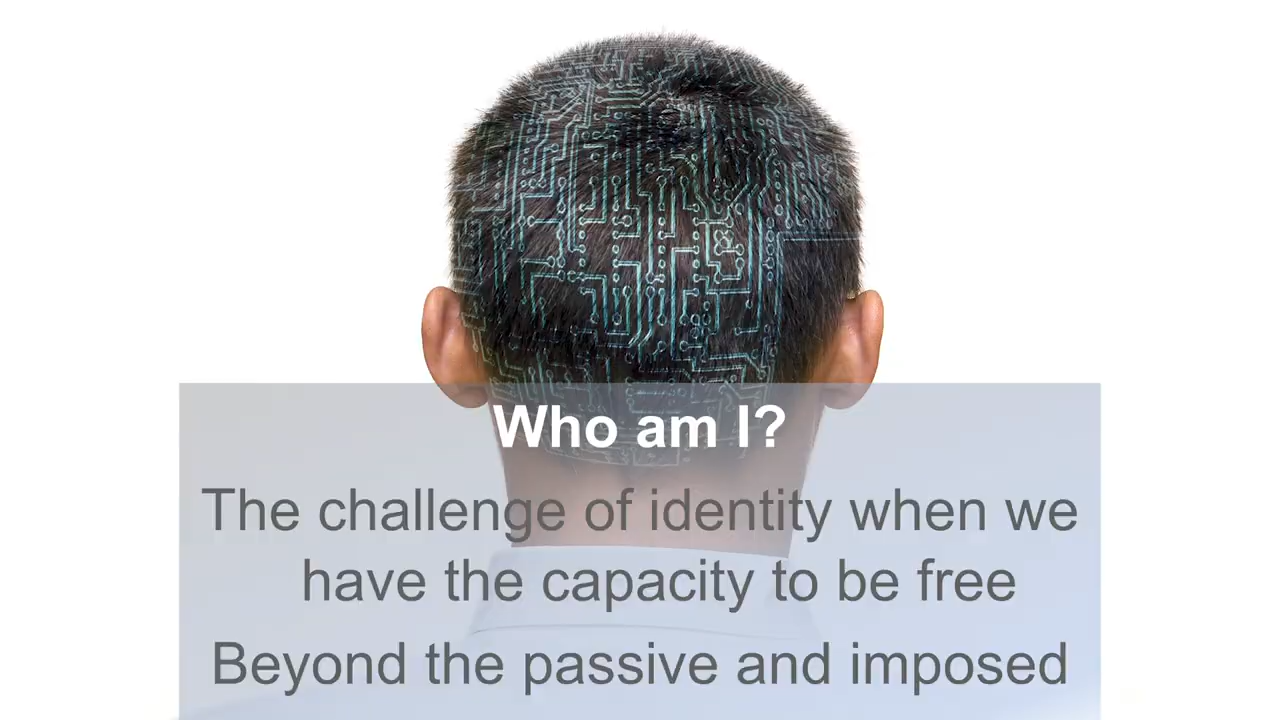 Who am I?
The challenge of identity when we
have the capacity to be free
Beyond the passive and imposed